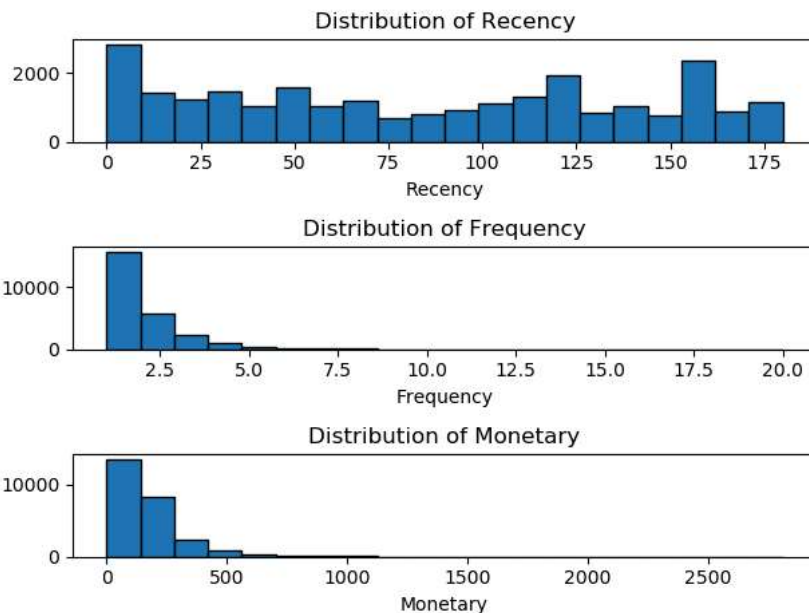 Distribution of Recency
2000
0
0 25 50 75 100 125 150 175
Recency
Distribution of Frequency
10000
0
2.5 5.0 7.5 10.0 12.5 15.0 17.5 20.0
Frequency
Distribution of Monetary
10000
0
0 500 1000 1500 2000 2500
Monetary